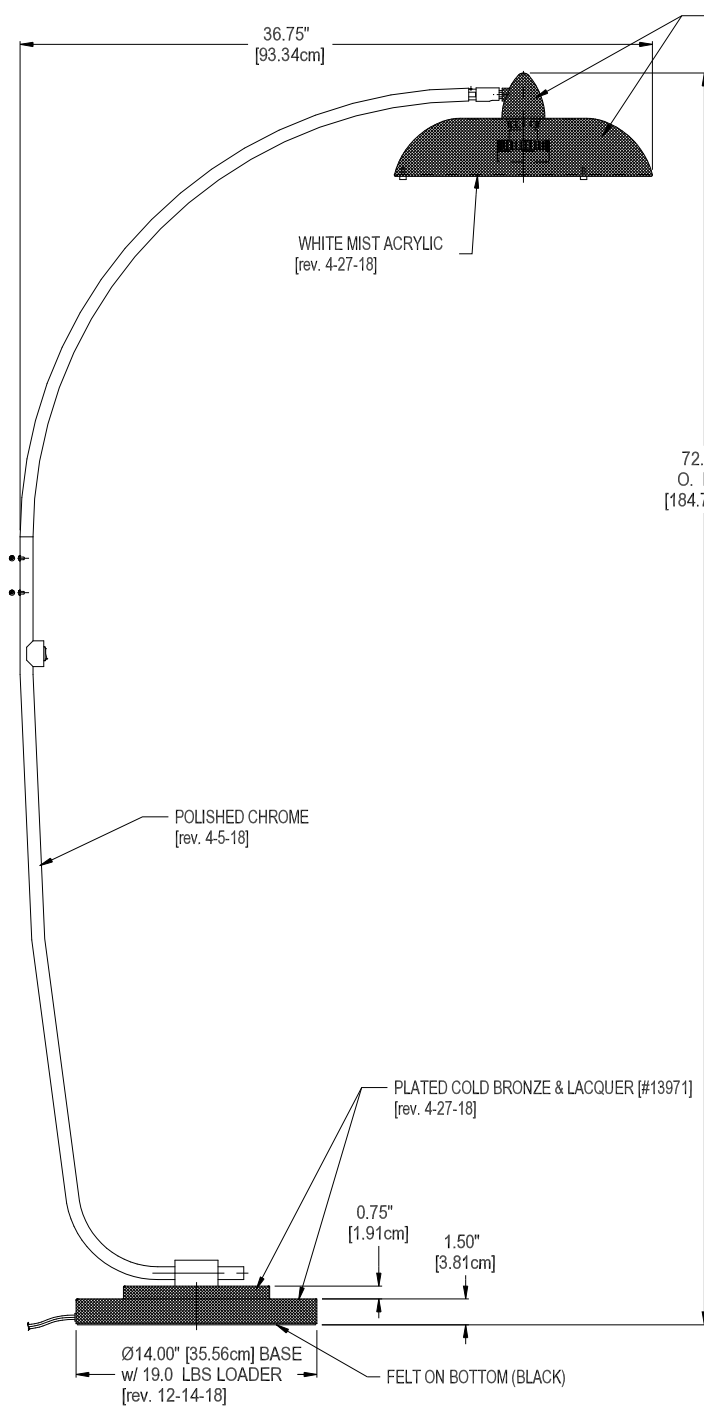 36.75"
[93.34cm]
WHITE MIST ACRYLIC
[rev. 4-27-18]
72.
O.
[184.7
POLISHED CHROME
[rev. 4-5-18]
PLATED COLD BRONZE & LACQUER [#13971]
[rev. 4-27-18]
0.75"
[1.91cm]
1.50"
[3.81cm]
Ø14.00" [35.56cm] BASE
w/ 19.0 LBS LOADER
[rev. 12-14-18]
FELT ON BOTTOM (BLACK)